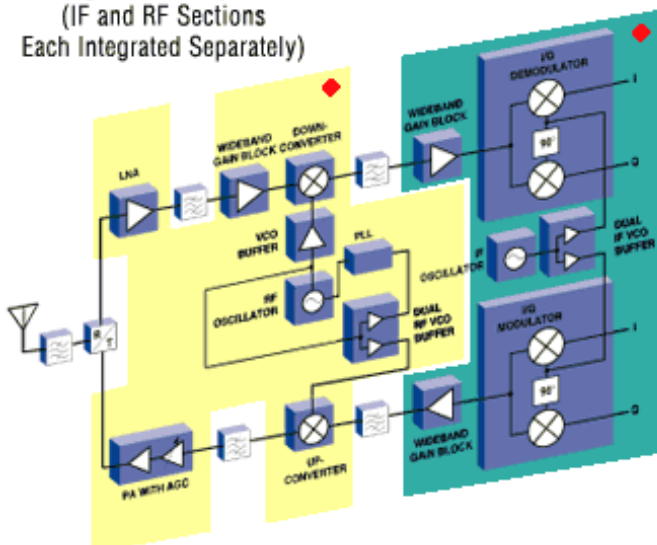 (IF and RF Sections
Each Integrated Separately)
I/Q
DEMODULATOR
I
90°
Q
WIDEBAND
GAIN BLOCK
DOWN-
CONVERTER
WIDEBAND
GAIN BLOCK
LNA
VCO
BUFFER
PLL
RF
OSCILLATOR
DUAL
RF VCO
BUFFER
IF
OSCILLATOR
DUAL
IF VCO
BUFFER
R/T
I/Q
MODULATOR
I
90°
Q
WIDEBAND
GAIN BLOCK
UP-
CONVERTER
PA WITH AGC